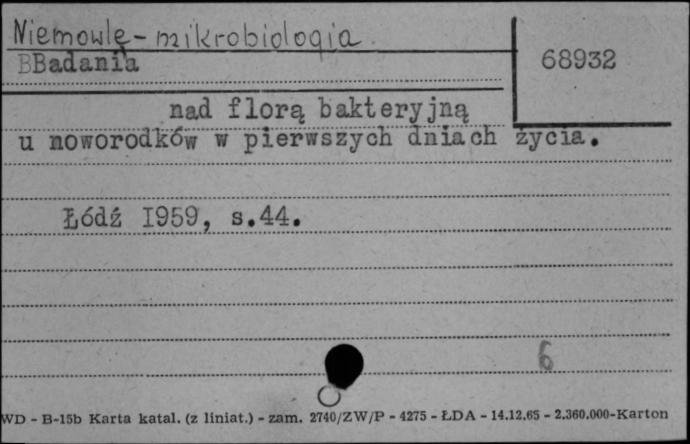 Niemowlę - mikrobiologia
BBadania
68932
nad florą bakteryjną
u noworodków w pierwszych dniach życia.
Łódź 1959, s.44.
6
WD - B-15b Karta katal. (z liniat.) - zam. 2740/ZW/P - 4275 - ŁDA - 14.12.65 - 2.360.000-Karton